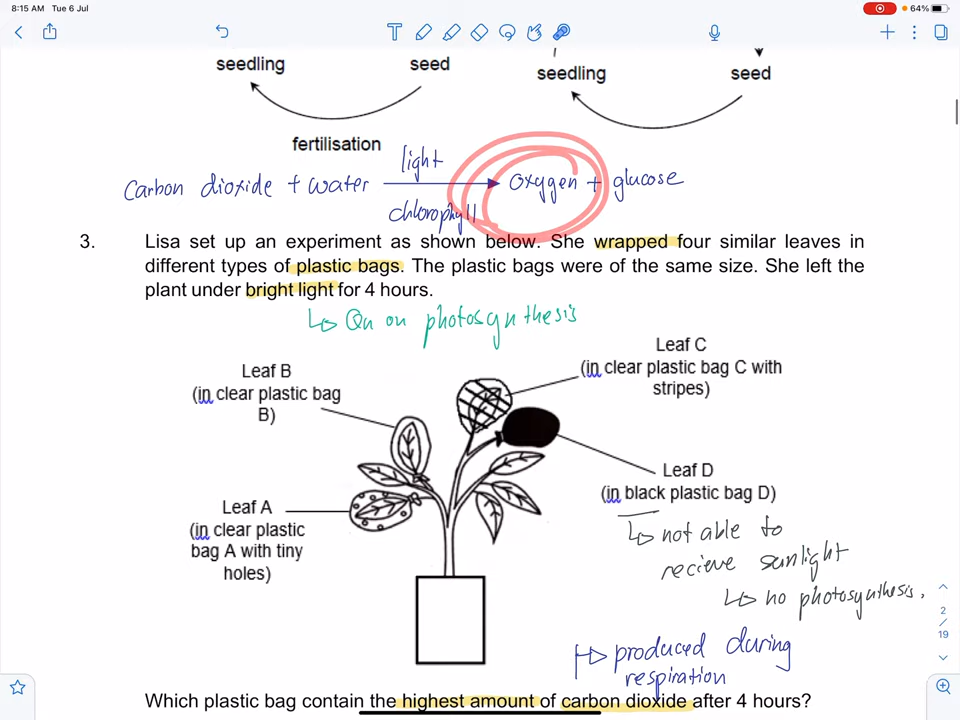 8:15 AM Tue 6 Jul
64%
seedling
seed
seedling
seed
fertilisation
light
Carbon dioxide + water
oxygen + glucose
chlorophyll
3. Lisa set up an experiment as shown below. She wrapped four similar leaves in
different types of plastic bags. The plastic bags were of the same size. She left the
plant under bright light for 4 hours.
↳ Qn on photosynthesis
Leaf C
(in clear plastic bag C with
stripes)
Leaf B
(in clear plastic bag
B)
Leaf D
(in black plastic bag D)
Leaf A
(in clear plastic
bag A with tiny
holes)
↳ not able to
recieve sunlight
↳ no photosynthesis.
2
/
19
produced during
respiration
Which plastic bag contain the highest amount of carbon dioxide after 4 hours?